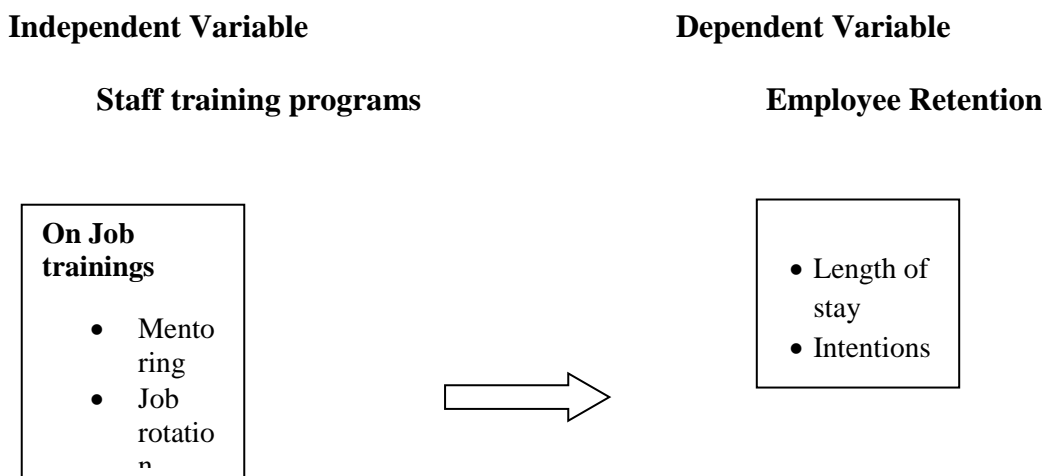 Independent Variable
Dependent Variable
Staff training programs
Employee Retention
On Job
trainings
• Mento
ring
• Job
rotatio
n
• Length of
stay
• Intentions